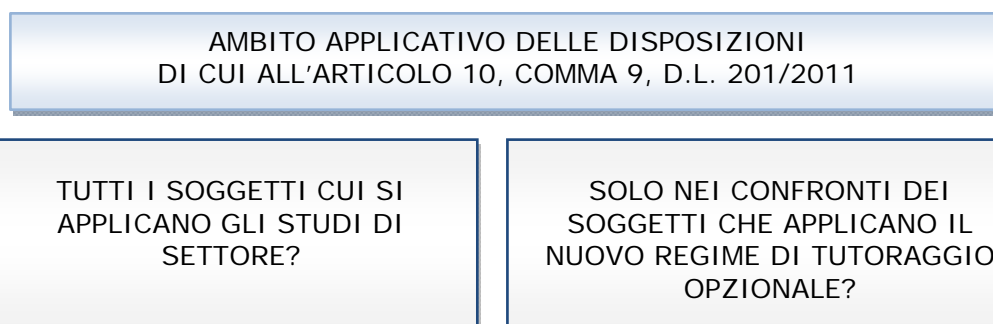 AMBITO APPLICATIVO DELLE DISPOSIZIONI
DI CUI ALL'ARTICOLO 10, COMMA 9, D.L. 201/2011
TUTTI I SOGGETTI CUI SI
APPLICANO GLI STUDI DI
SETTORE?
SOLO NEI CONFRONTI DEI
SOGGETTI CHE APPLICANO IL
NUOVO REGIME DI TUTORAGGIO
OPZIONALE?